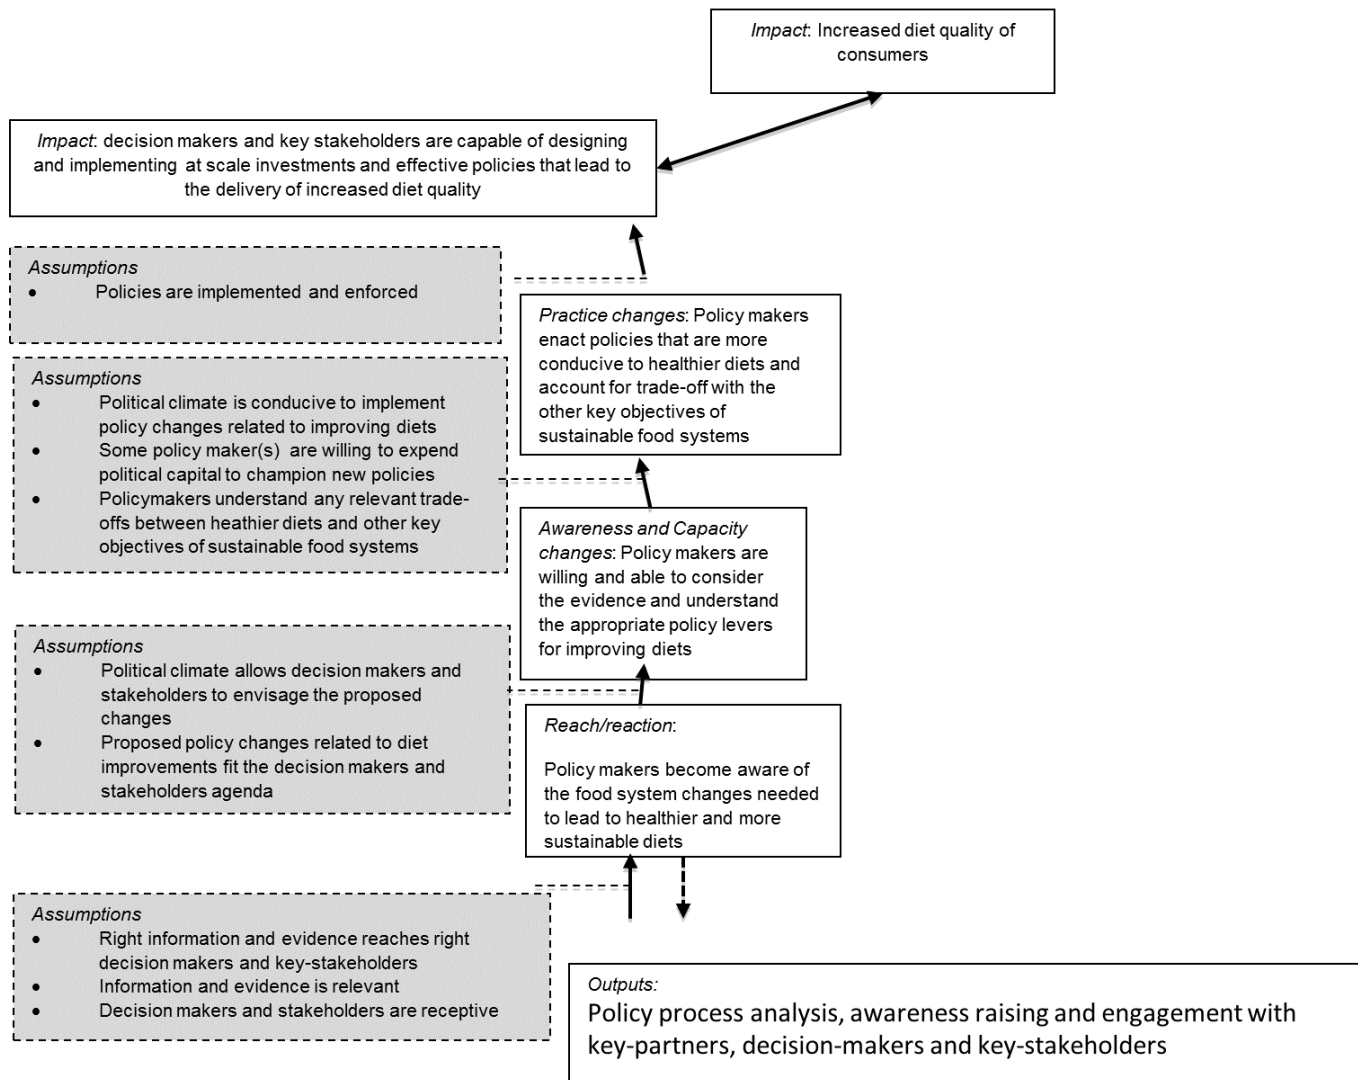 Impact: Increased diet quality of
consumers
Impact: decision makers and key stakeholders are capable of designing
and implementing at scale investments and effective policies that lead to
the delivery of increased diet quality
Assumptions
• Policies are implemented and enforced
Practice changes: Policy makers
enact policies that are more
conducive to healthier diets and
account for trade-off with the
other key objectives of
sustainable food systems
Assumptions
• Political climate is conducive to implement
policy changes related to improving diets
• Some policy maker(s) are willing to expend
political capital to champion new policies
• Policymakers understand any relevant trade-
offs between heathier diets and other key
objectives of sustainable food systems
Awareness and Capacity
changes: Policy makers are
willing and able to consider
the evidence and understand
the appropriate policy levers
for improving diets
Assumptions
• Political climate allows decision makers and
stakeholders to envisage the proposed
changes
• Proposed policy changes related to diet
improvements fit the decision makers and
stakeholders agenda
Reach/reaction:
Policy makers become aware of
the food system changes needed
to lead to healthier and more
sustainable diets
Assumptions
• Right information and evidence reaches right
decision makers and key-stakeholders
• Information and evidence is relevant
• Decision makers and stakeholders are receptive
Outputs:
Policy process analysis, awareness raising and engagement with
key-partners, decision-makers and key-stakeholders